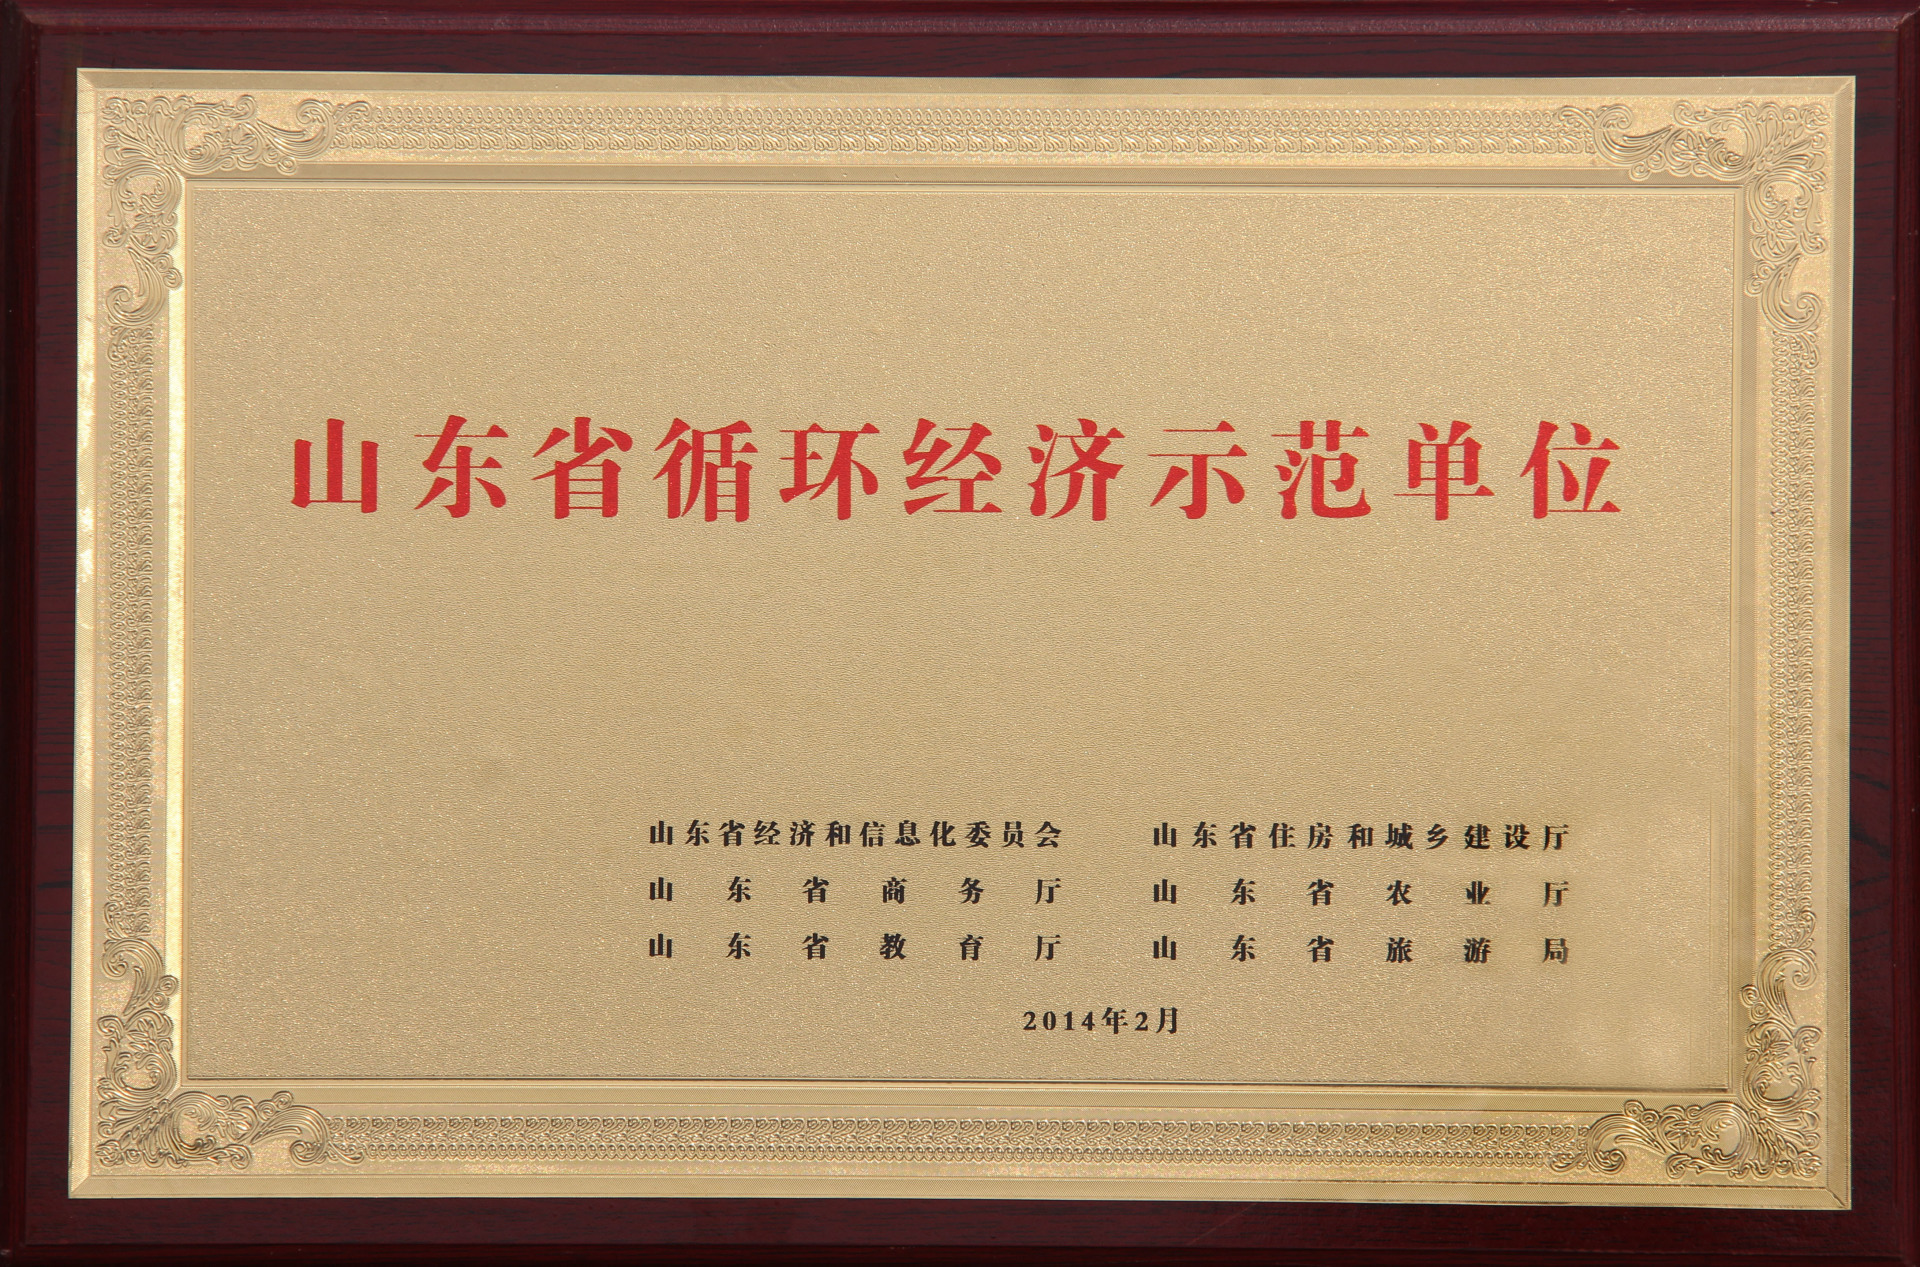 山东省循环经济示范单位
山东省经济和信息化委员会 山东省住房和城乡建设厅
山东省商务厅 山东省农业厅
山东省教育厅 山东省旅游局
2014年2月